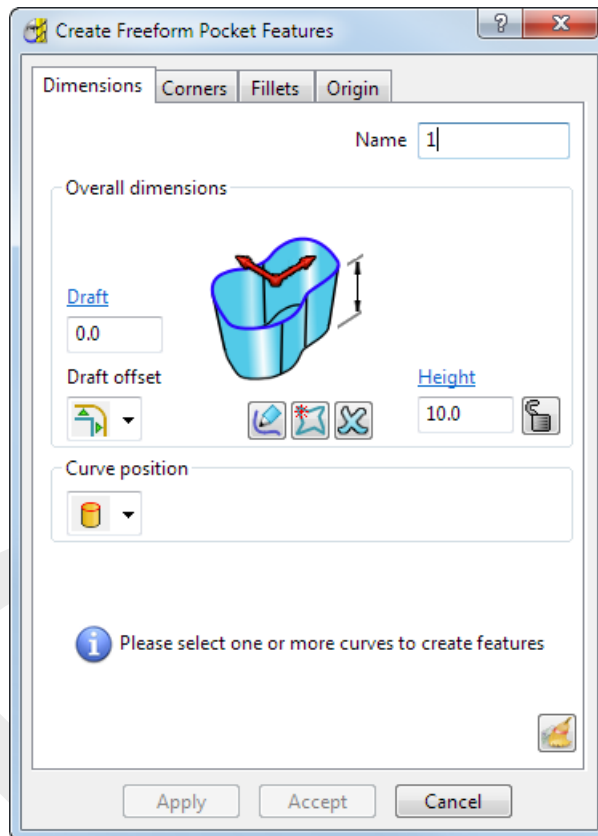 Create Freeform Pocket Features
Dimensions Corners Fillets Origin
Name 1
Overall dimensions
Draft
0.0
Draft offset
Height
10.0
Curve position
Please select one or more curves to create features
Apply Accept Cancel